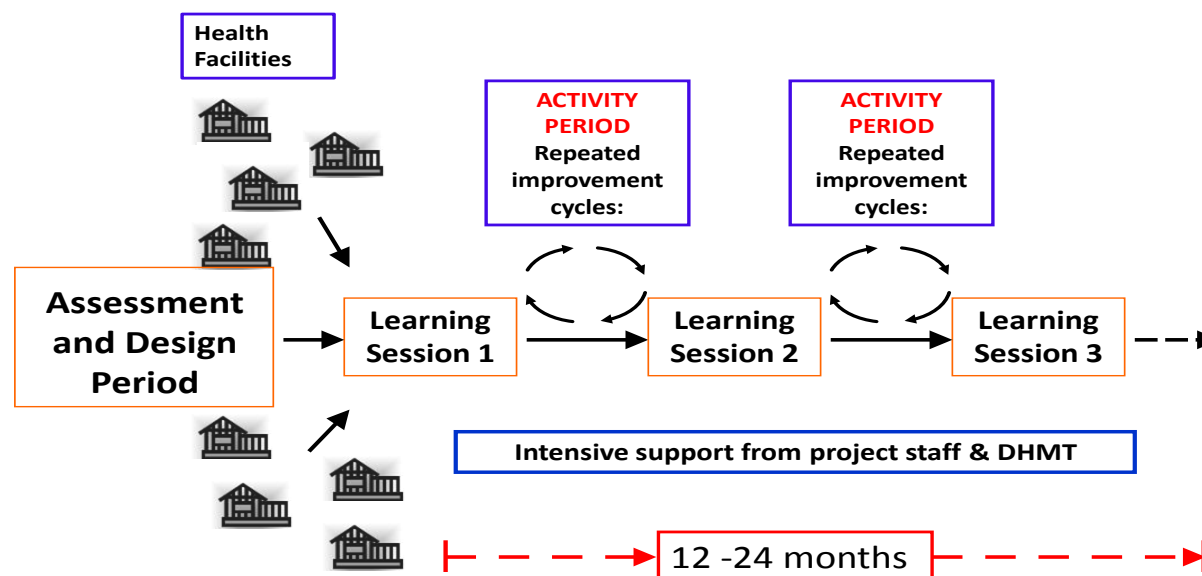 Health
Facilities
ACTIVITY
PERIOD
Repeated
improvement
cycles:
ACTIVITY
PERIOD
Repeated
improvement
cycles:
Assessment
and Design
Period
Learning
Session 1
Learning
Session 2
Learning
Session 3
Intensive support from project staff & DHMT
12 -24 months